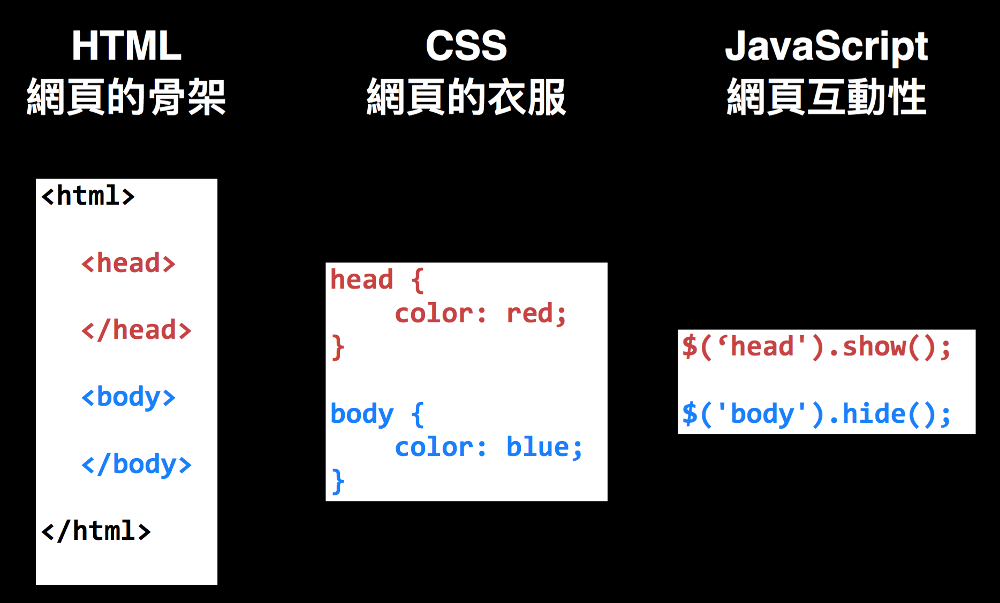 HTML
網頁的骨架
<html>
<head>
</head>
<body>
</body>
</html>
CSS
網頁的衣服
head {
color: red;
}
body {
color: blue;
}
JavaScript
網頁互動性
$(‘head').show();
$('body').hide();